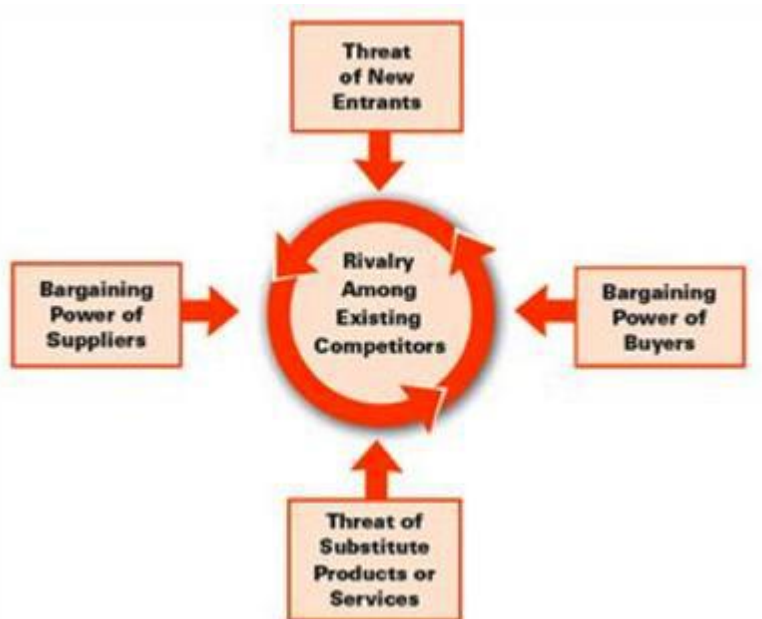 Threat
of New
Entrants
Rivalry
Among
Existing
Competitors
Bargaining
Power of
Suppliers
Bargaining
Power of
Buyers
Threat of
Substitute
Products or
Services